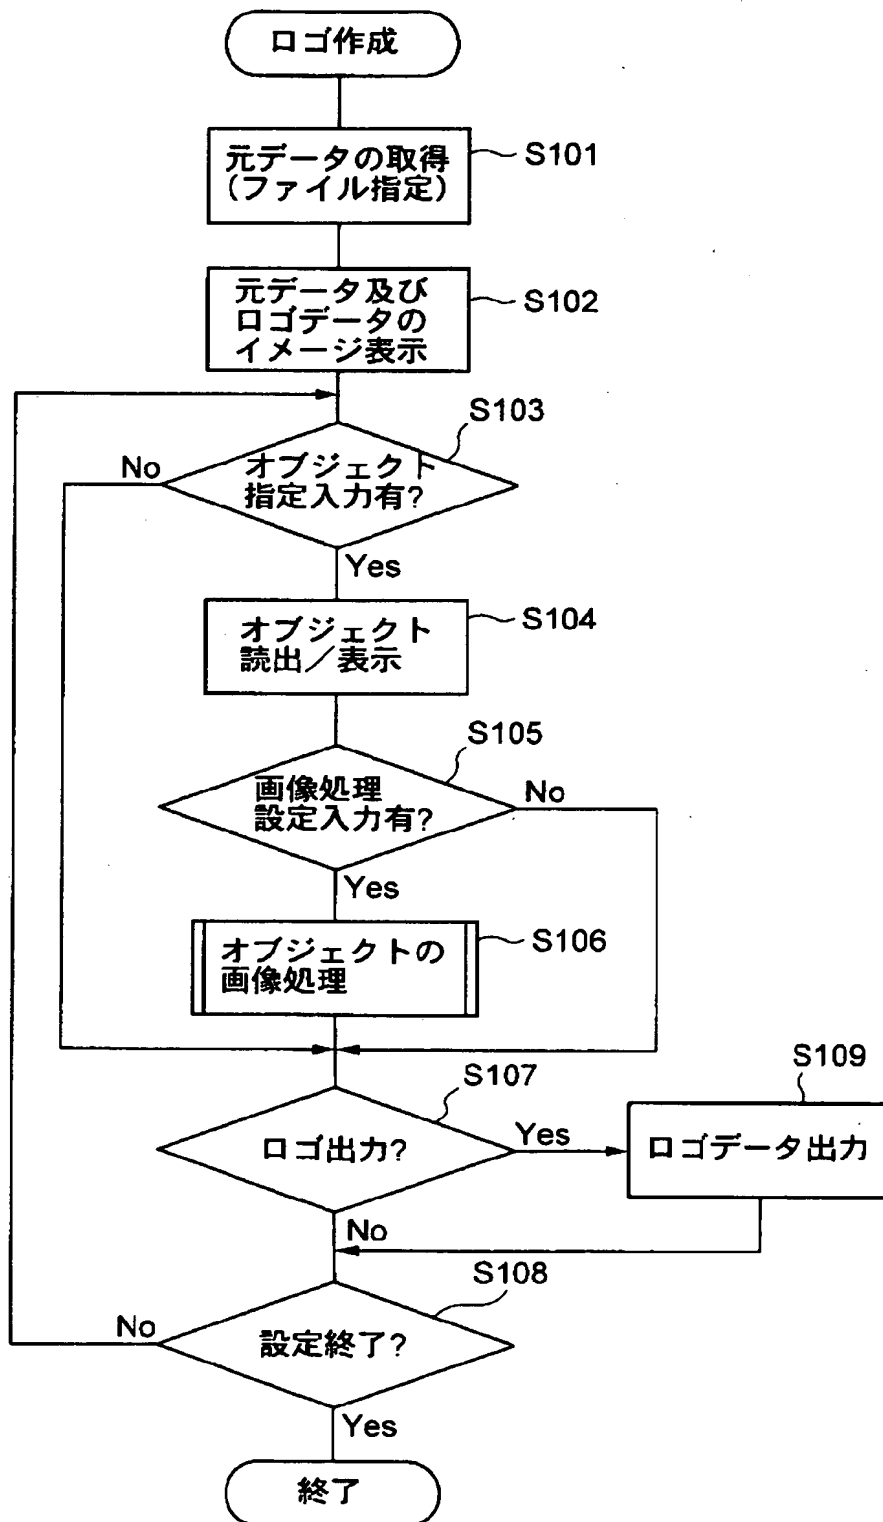 ロゴ作成
元データの取得
(ファイル指定)
S101
元データ及び
ロゴデータの
イメージ表示
S102
S103
オブジェクト
指定入力有?
No
Yes
オブジェクト
読出／表示
S104
S105
画像処理
設定入力有?
No
Yes
オブジェクトの
画像処理
S106
S107
ロゴ出力?
Yes
S109
ロゴデータ出力
No
S108
設定終了?
No
Yes
終了